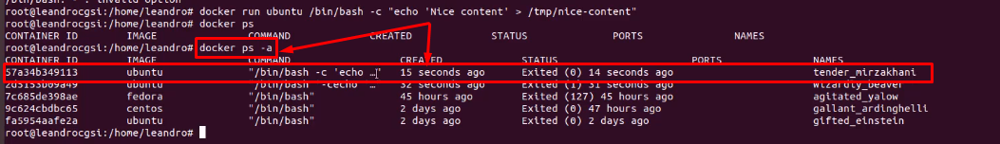 root@leandrocgsi:/home/leandro# docker run ubuntu /bin/bash -c "echo 'Nice content' > /tmp/nice-content"
root@leandrocgsi:/home/leandro# docker ps
CONTAINER ID IMAGE COMMAND CREATED STATUS PORTS NAMES
root@leandrocgsi:/home/leandro# docker ps -a
CONTAINER ID IMAGE COMMAND CREATED STATUS PORTS NAMES
57a34b349113 ubuntu "/bin/bash -c 'echo …" 15 seconds ago Exited (0) 14 seconds ago tender_mirzakhani
ubuntu "/bin/bash -cecho …" 32 seconds ago Exited (1) 31 seconds ago wizardly_beaver
7c685de398ae fedora "/bin/bash" 45 hours ago Exited (127) 45 hours ago agitated_yalow
9c624cbdbc65 centos "/bin/bash" 2 days ago Exited (0) 47 hours ago gallant_ardinghelli
fa5954aafe2a ubuntu "/bin/bash" 2 days ago Exited (0) 2 days ago gifted_einstein
root@leandrocgsi:/home/leandro#